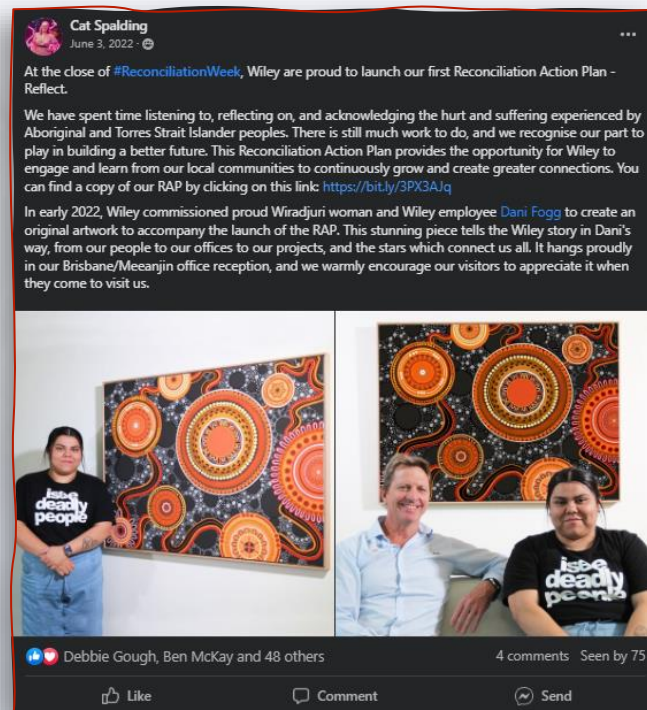 Cat Spalding
June 3, 2022 ·
At the close of #ReconciliationWeek, Wiley are proud to launch our first Reconciliation Action Plan -
Reflect.
We have spent time listening to, reflecting on, and acknowledging the hurt and suffering experienced by
Aboriginal and Torres Strait Islander peoples. There is still much work to do, and we recognise our part to
play in building a better future. This Reconciliation Action Plan provides the opportunity for Wiley to
engage and learn from our local communities to continuously grow and create greater connections. You
can find a copy of our RAP by clicking on this link: https://bit.ly/3PX3AJq
In early 2022, Wiley commissioned proud Wiradjuri woman and Wiley employee Dani Fogg to create an
original artwork to accompany the launch of the RAP. This stunning piece tells the Wiley story in Dani's
way, from our people to our offices to our projects, and the stars which connect us all. It hangs proudly
in our Brisbane/Meeanjin office reception, and we warmly encourage our visitors to appreciate it when
they come to visit us.
isee
deadly
people
isee
deadly
people
Debbie Gough, Ben McKay and 48 others
4 comments Seen by 75
Like
Comment
Send